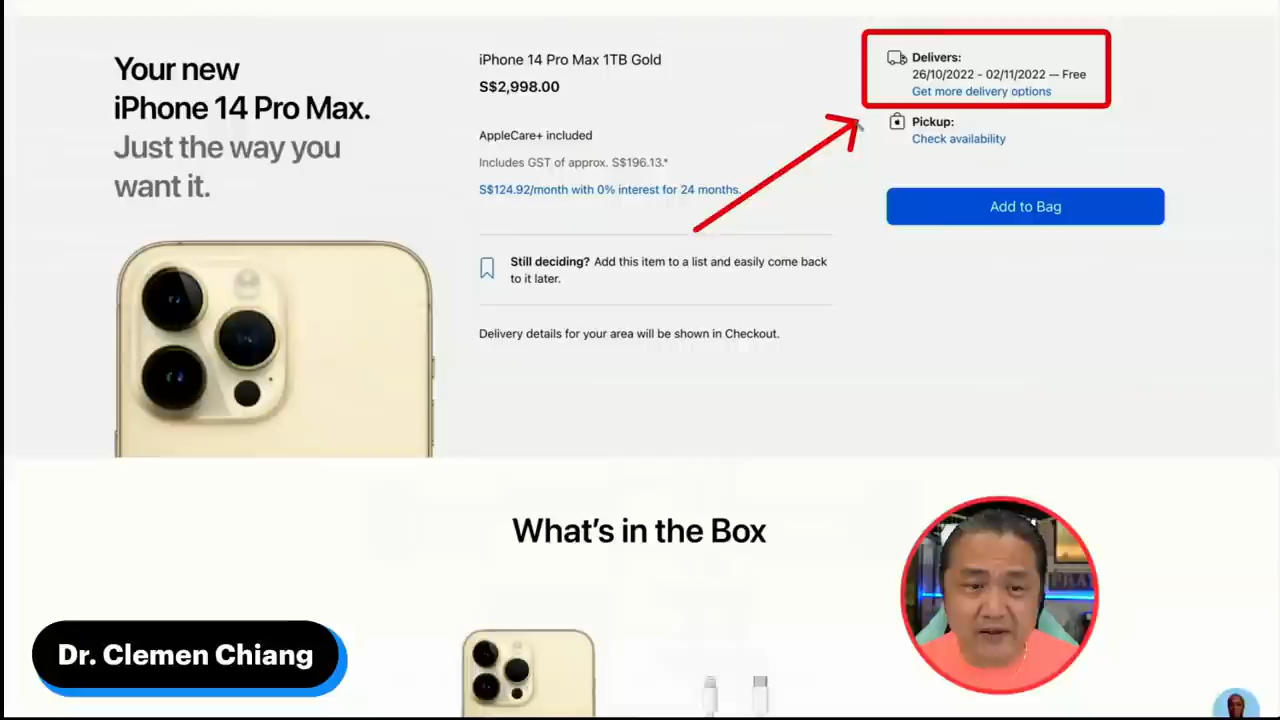 Your new
iPhone 14 Pro Max.
Just the way you
want it.
iPhone 14 Pro Max 1TB Gold
S$2,998.00
AppleCare+ included
Includes GST of approx. S$196.13.*
S$124.92/month with 0% interest for 24 months.
Still deciding? Add this item to a list and easily come back
to it later.
Delivery details for your area will be shown in Checkout.
Delivers:
26/10/2022 - 02/11/2022 — Free
Get more delivery options
Pickup:
Check availability
Add to Bag
What's in the Box
Dr. Clemen Chiang